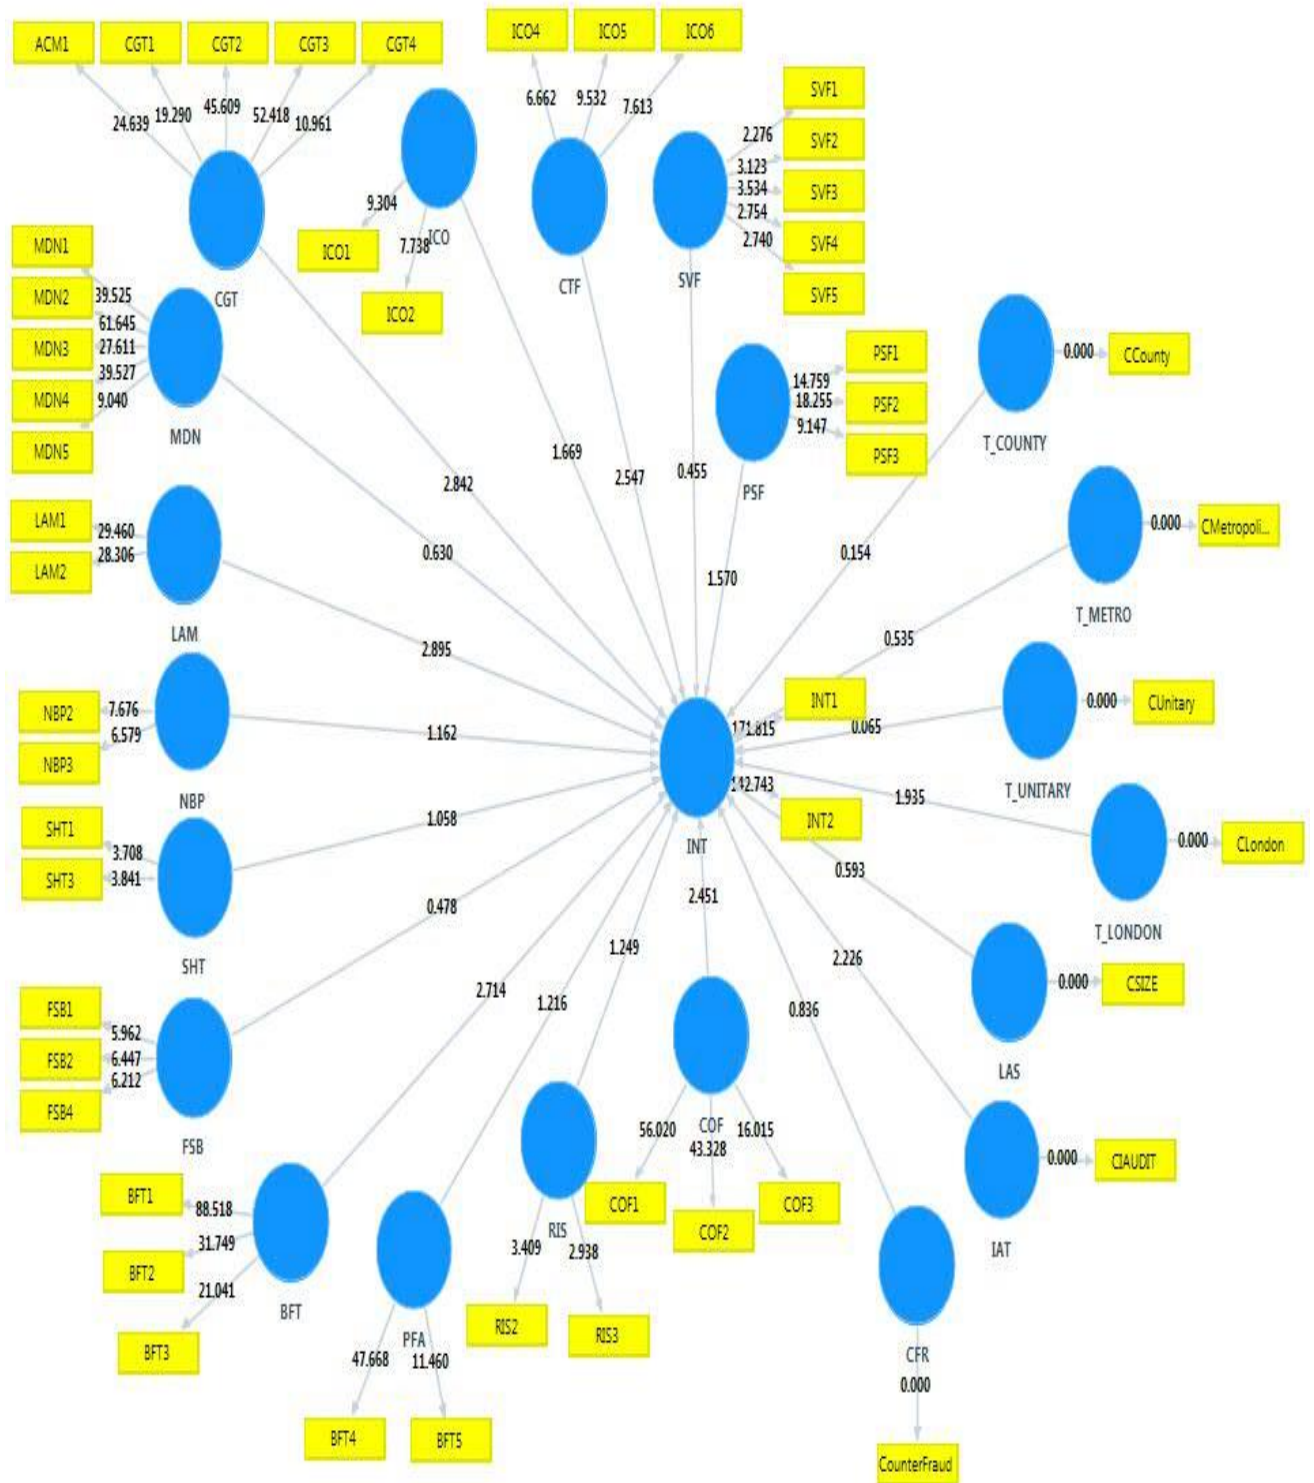 ACM1
CGT1
CGT2
CGT3
CGT4
24.639
19.290
45.609
52.418
10.961
CGT
ICO4
ICO5
ICO6
6.662
9.532
7.613
CTF
9.304
7.738
ICO
ICO1
ICO2
SVF1
SVF2
SVF3
SVF4
SVF5
2.276
3.123
3.534
2.754
2.740
SVF
MDN1
MDN2
MDN3
MDN4
MDN5
39.525
61.645
27.611
39.527
9.040
MDN
PSF1
PSF2
PSF3
14.759
18.255
9.147
PSF
0.000
CCounty
T_COUNTY
0.000
CMetropoli...
T_METRO
LAM1
LAM2
29.460
28.306
LAM
2.842
1.669
2.547
0.455
0.630
1.570
0.154
0.535
2.895
NBP2
NBP3
7.676
6.579
NBP
1.162
INT1
171.815
0.065
0.000
CUnitary
T_UNITARY
142.743
INT2
INT
1.935
0.000
CLondon
T_LONDON
SHT1
SHT3
3.708
3.841
SHT
1.058
0.593
0.000
CSIZE
LAS
0.478
2.451
1.249
2.226
FSB1
FSB2
FSB4
5.962
6.447
6.212
FSB
2.714
1.216
0.836
56.020
COF
43.328
16.015
COF1
COF2
COF3
0.000
CIAUDIT
IAT
BFT1
BFT2
BFT3
88.518
31.749
21.041
BFT
RIS
3.409
2.938
RIS2
RIS3
PFA
47.668
11.460
BFT4
BFT5
CFR
0.000
CounterFraud